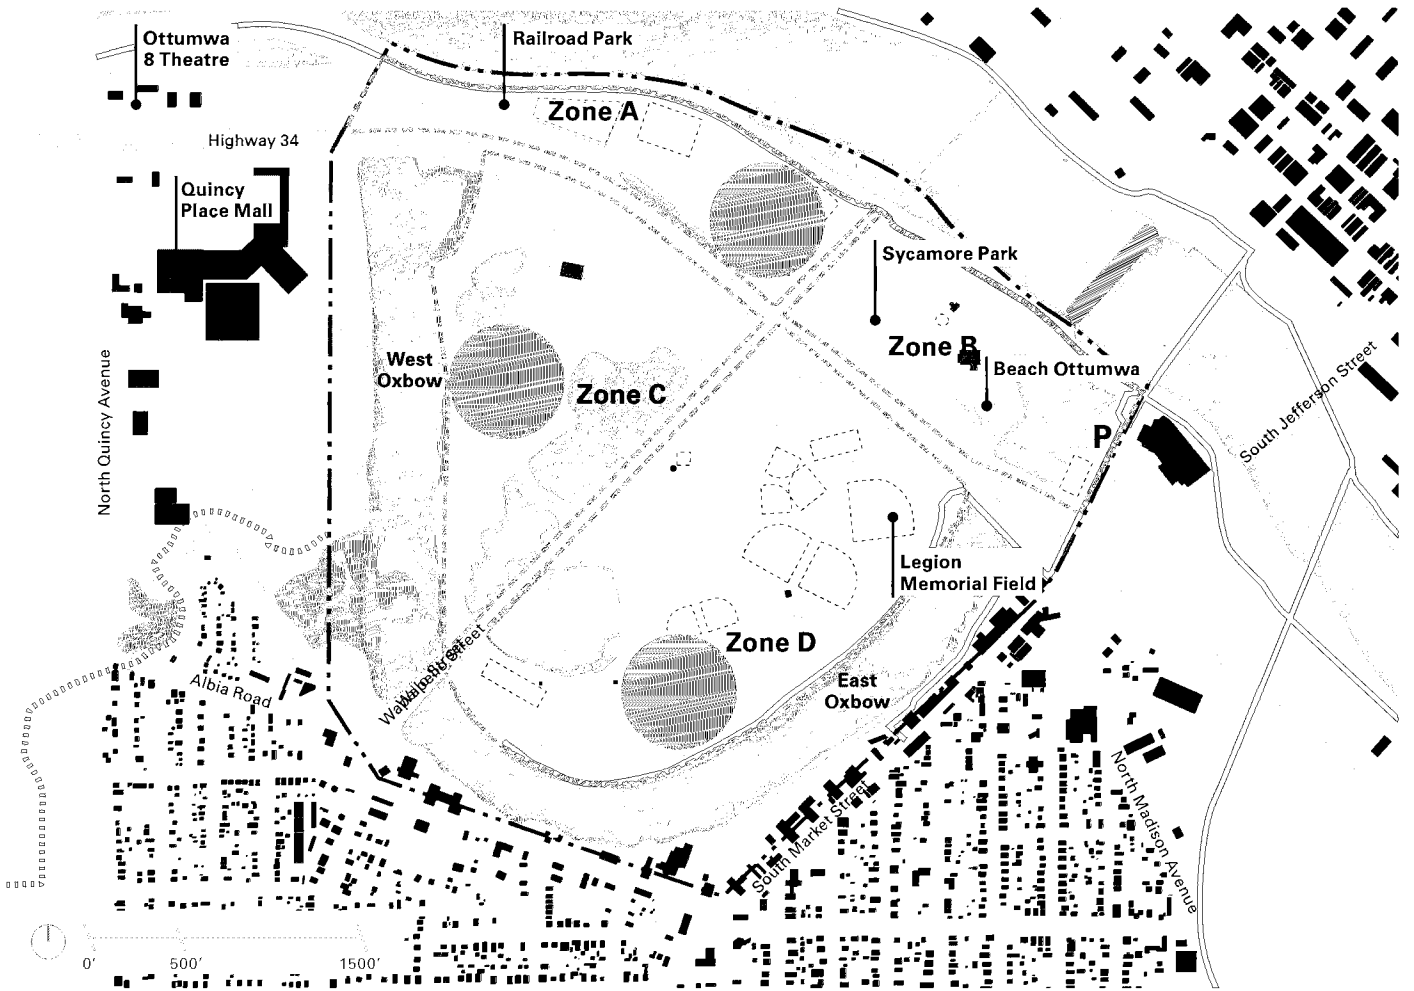 Ottumwa
8 Theatre
Railroad Park
Zone A
Highway 34
Quincy
Place Mall
Sycamore Park
Zone B
Beach Ottumwa
West
Oxbow
Zone C
North Quincy Avenue
South Jefferson Street
P
Legion
Memorial Field
Zone D
East
Oxbow
Albia Road
Street
South Market Street
North Madison Avenue
0'
500'
1500'